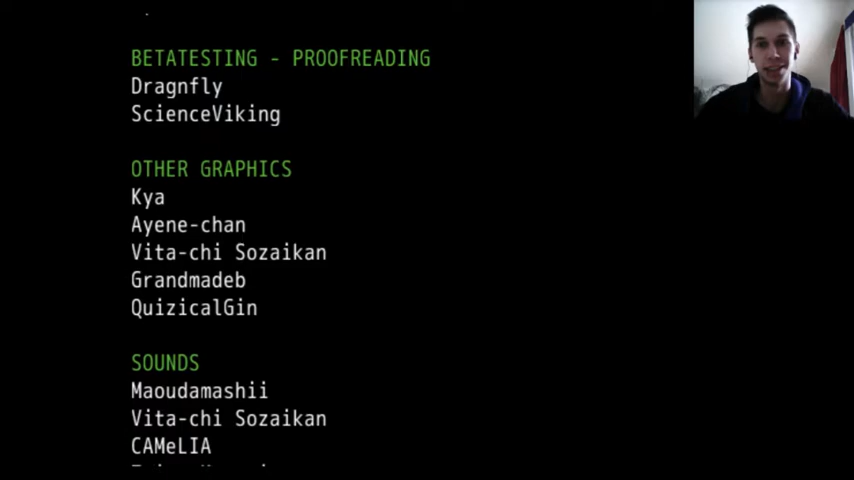 BETATESTING - PROOFREADING
Dragnfly
ScienceViking
OTHER GRAPHICS
Kya
Ayene-chan
Vita-chi Sozaikan
Grandmadeb
QuizicalGin
SOUNDS
Maoudamashii
Vita-chi Sozaikan
CAMeLIA